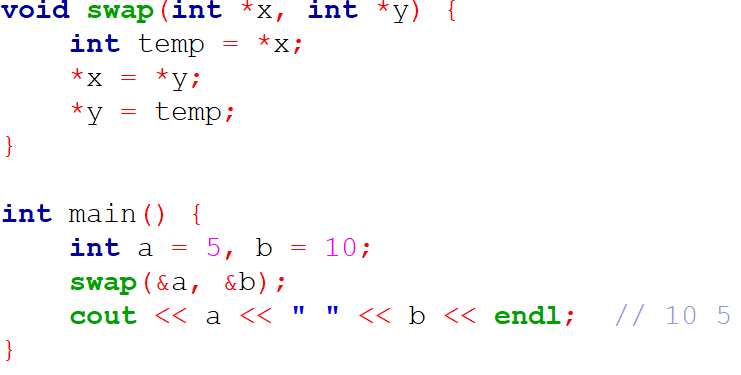 void swap(int *x, int *y) {
    int temp = *x;
    *x = *y;
    *y = temp;
}

int main() {
    int a = 5, b = 10;
    swap(&a, &b);
    cout << a << " " << b << endl;  // 10 5
}